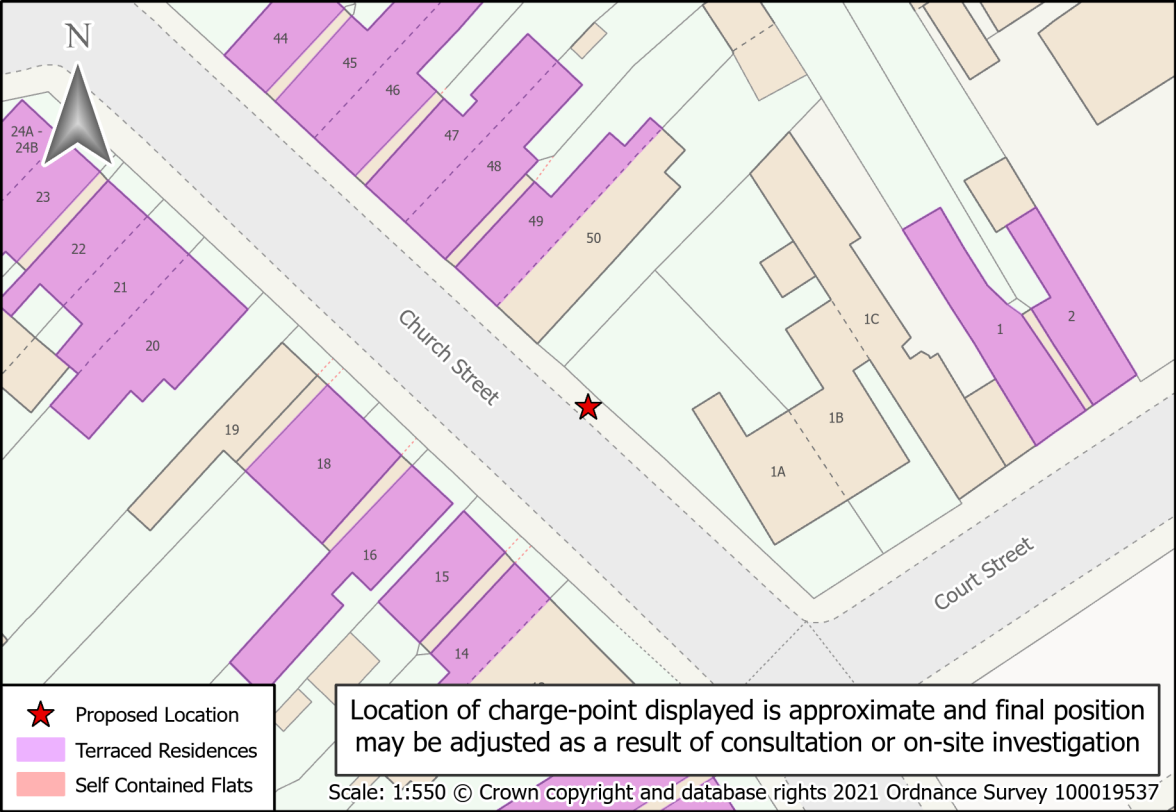 N
44
45
46
24A -
24B
47
48
23
49
22
50
21
20
1C
1
2
Church Street
19
1B
18
1A
16
15
Court Street
14
Proposed Location
Terraced Residences
Self Contained Flats
Location of charge-point displayed is approximate and final position
may be adjusted as a result of consultation or on-site investigation
Scale: 1:550 © Crown copyright and database rights 2021 Ordnance Survey 100019537